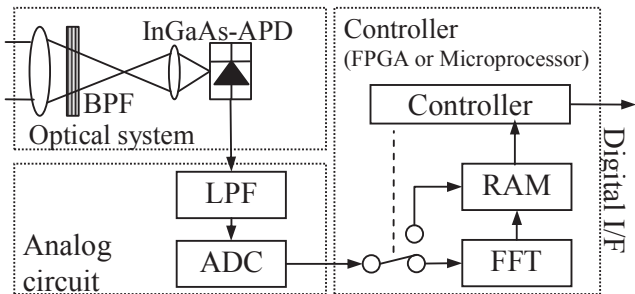 InGaAs-APD
BPF
Optical system
LPF
ADC
Analog
circuit
Controller
(FPGA or Microprocessor)
Controller
RAM
FFT
Digital I/F